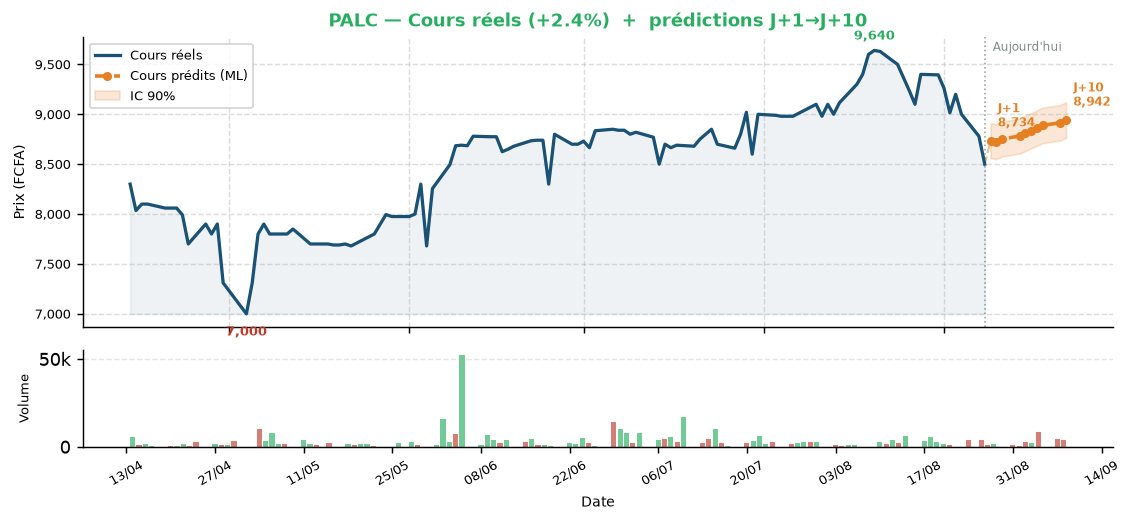 PALC — Cours réels (+2.4%)  +  prédictions J+1→J+10
9,640
Aujourd'hui
Cours réels
Cours prédits (ML)
IC 90%
J+1
8,734
J+10
8,942
Prix (FCFA)
9,500
9,000
8,500
8,000
7,500
7,000
7,000
Volume
50k
0
13/04
27/04
11/05
25/05
08/06
22/06
06/07
20/07
03/08
17/08
31/08
14/09
Date